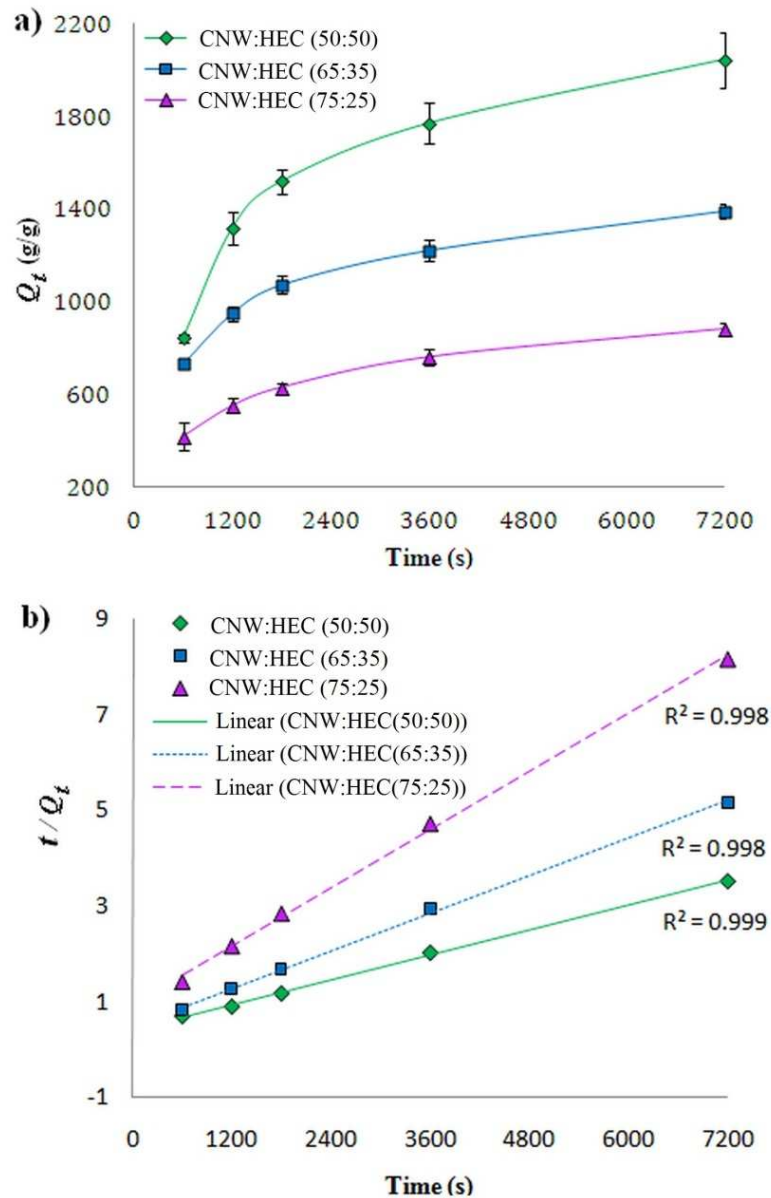 a)
2200
1800
1400
1000
600
200
Q_t (g/g)
CNW:HEC (50:50)
CNW:HEC (65:35)
CNW:HEC (75:25)
0 1200 2400 3600 4800 6000 7200
Time (s)
b)
9
7
5
3
1
-1
t / Q_t
CNW:HEC (50:50)
CNW:HEC (65:35)
CNW:HEC (75:25)
Linear (CNW:HEC(50:50))
Linear (CNW:HEC(65:35))
Linear (CNW:HEC(75:25))
R² = 0.998
R² = 0.998
R² = 0.999
0 1200 2400 3600 4800 6000 7200
Time (s)